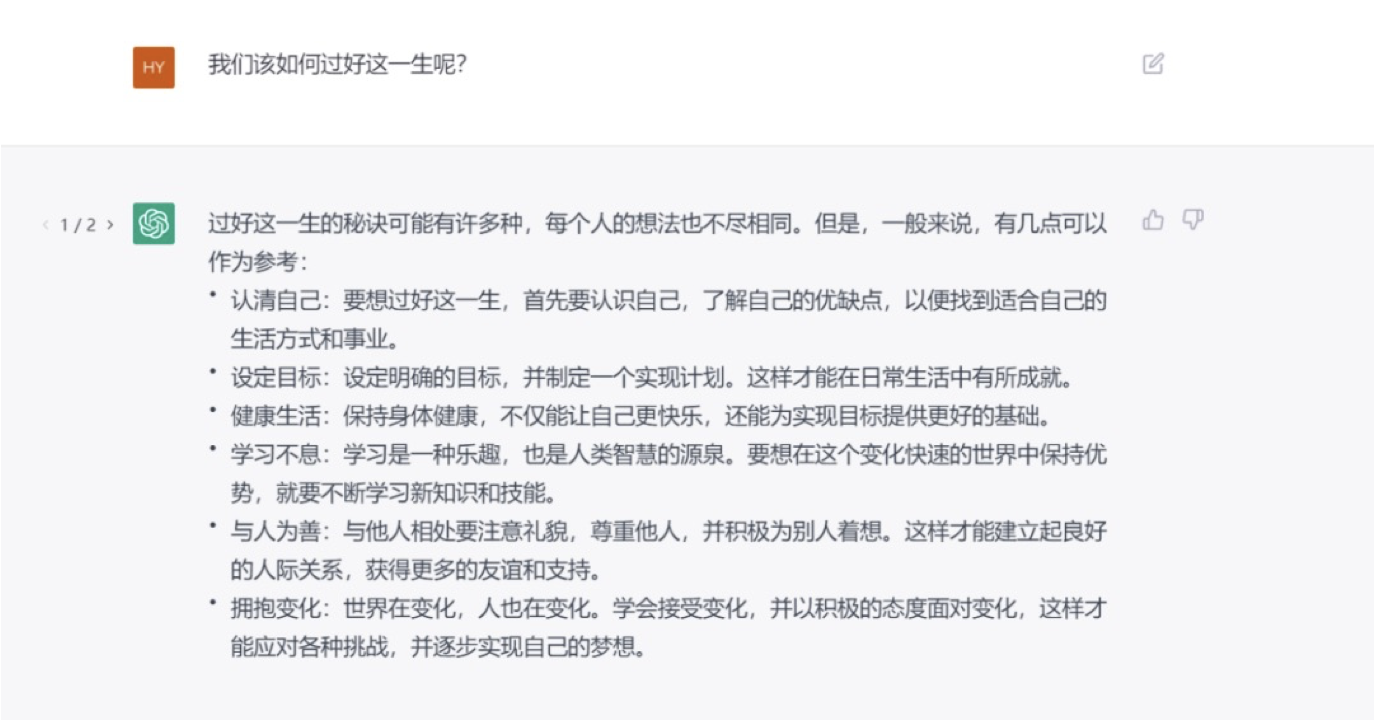 HY
我们该如何过好这一生呢？
< 1 / 2 >
过好这一生的秘诀可能有许多种，每个人的想法也不尽相同。但是，一般来说，有几点可以
作为参考：
• 认清自己：要想过好这一生，首先要认识自己，了解自己的优缺点，以便找到适合自己的
生活方式和事业。
• 设定目标：设定明确的目标，并制定一个实现计划。这样才能在日常生活中有所成就。
• 健康生活：保持身体健康，不仅能让自己更快乐，还能为实现目标提供更好的基础。
• 学习不息：学习是一种乐趣，也是人类智慧的源泉。要想在这个变化快速的世界中保持优
势，就要不断学习新知识和技能。
• 与人为善：与他人相处要注意礼貌，尊重他人，并积极为别人着想。这样才能建立起良好
的人际关系，获得更多的友谊和支持。
• 拥抱变化：世界在变化，人也在变化。学会接受变化，并以积极的态度面对变化，这样才
能应对各种挑战，并逐步实现自己的梦想。